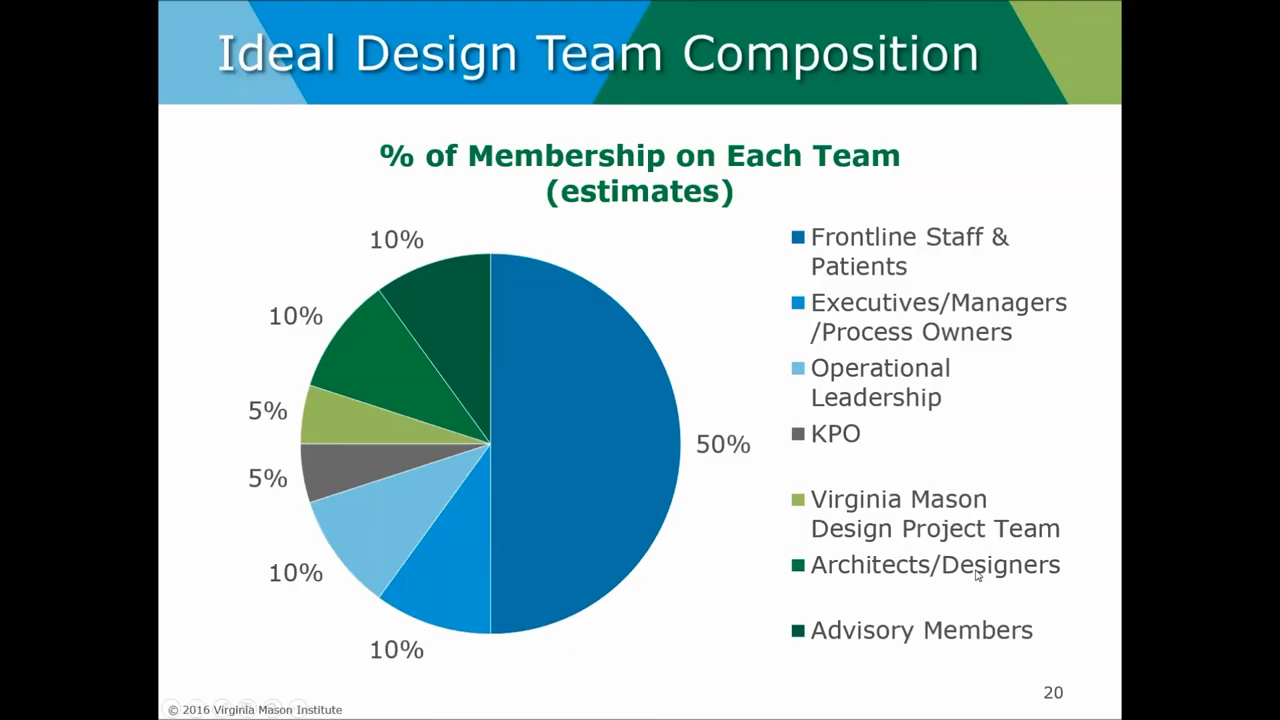 Ideal Design Team Composition
% of Membership on Each Team
(estimates)
10%
10%
5%
5%
10%
10%
50%
Frontline Staff &
Patients
Executives/Managers
/Process Owners
Operational
Leadership
KPO
Virginia Mason
Design Project Team
Architects/Designers
Advisory Members
20
© 2016 Virginia Mason Institute